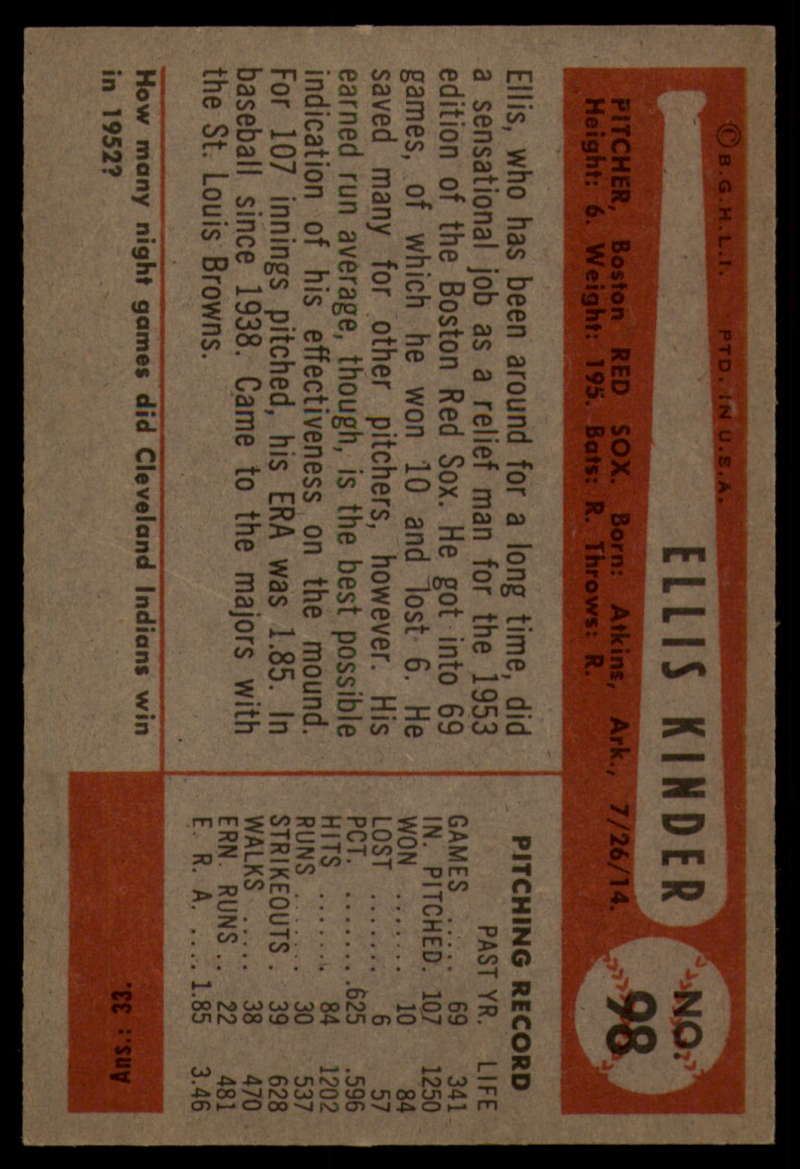 © B.G.H.L.I. PTD. IN U.S.A.
ELLIS KINDER
NO.
98
PITCHER, Boston RED SOX. Born: Atkins, Ark., 7/26/14.
Height: 6. Weight: 195. Bats: R. Throws: R.
Ellis, who has been around for a long time, did
a sensational job as a relief man for the 1953
edition of the Boston Red Sox. He got into 69
games, of which he won 10 and lost 6. He
saved many for other pitchers, however. His
earned run average, though, is the best possible
indication of his effectiveness on the mound.
For 107 innings pitched, his ERA was 1.85. In
baseball since 1938. Came to the majors with
the St. Louis Browns.
PITCHING RECORD
PAST YR. LIFE
GAMES ..... 69 341
IN. PITCHED. 107 1250
WON ....... 10 84
LOST ....... 6 57
PCT. ....... .625 .596
HITS ....... 84 1202
RUNS ...... 30 537
STRIKEOUTS . 39 628
WALKS ..... 38 470
ERN. RUNS .. 22 481
E. R. A. .... 1.85 3.46
How many night games did Cleveland Indians win
in 1952?
Ans.: 33.